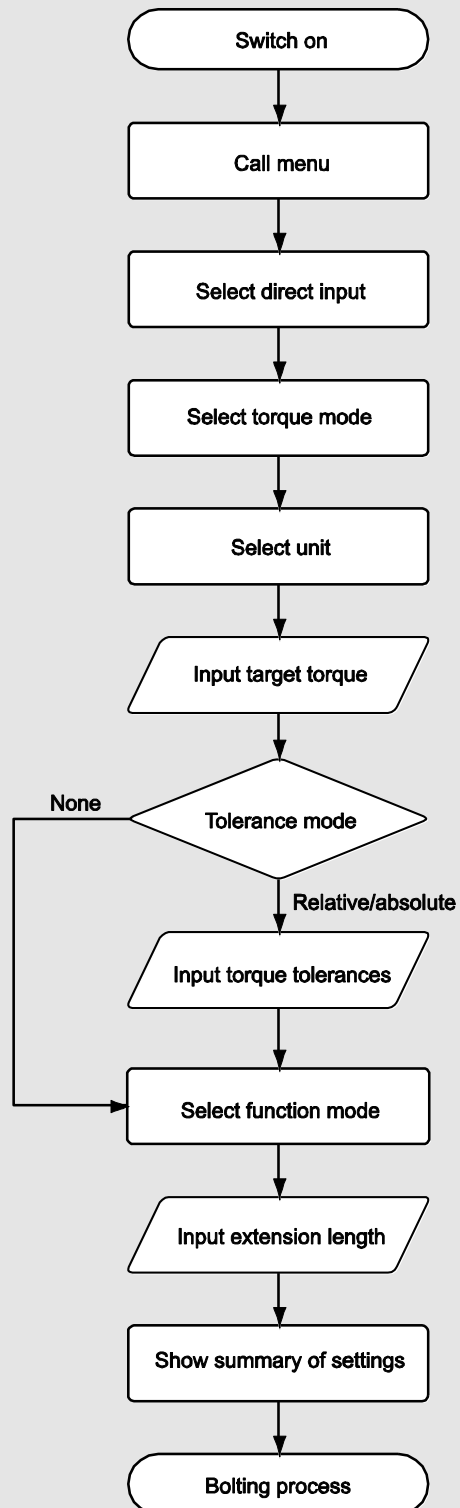 Switch on
Call menu
Select direct input
Select torque mode
Select unit
Input target torque
None
Tolerance mode
Relative/absolute
Input torque tolerances
Select function mode
Input extension length
Show summary of settings
Bolting process